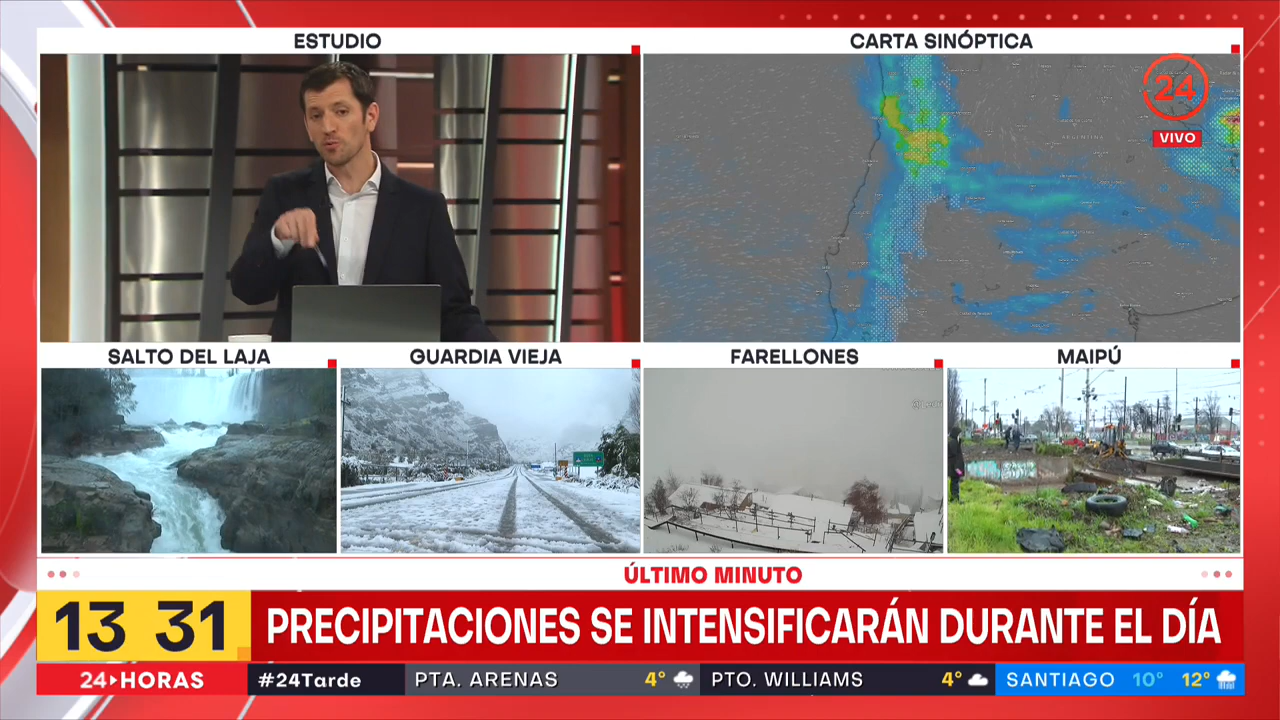 ESTUDIO
CARTA SINÓPTICA
24
VIVO
ARGENTINA
SALTO DEL LAJA
GUARDIA VIEJA
FARELLONES
MAIPÚ
ÚLTIMO MINUTO
13 31
PRECIPITACIONES SE INTENSIFICARÁN DURANTE EL DÍA
24 HORAS
#24Tarde
PTA. ARENAS 4°
PTO. WILLIAMS 4°
SANTIAGO 10° 12°